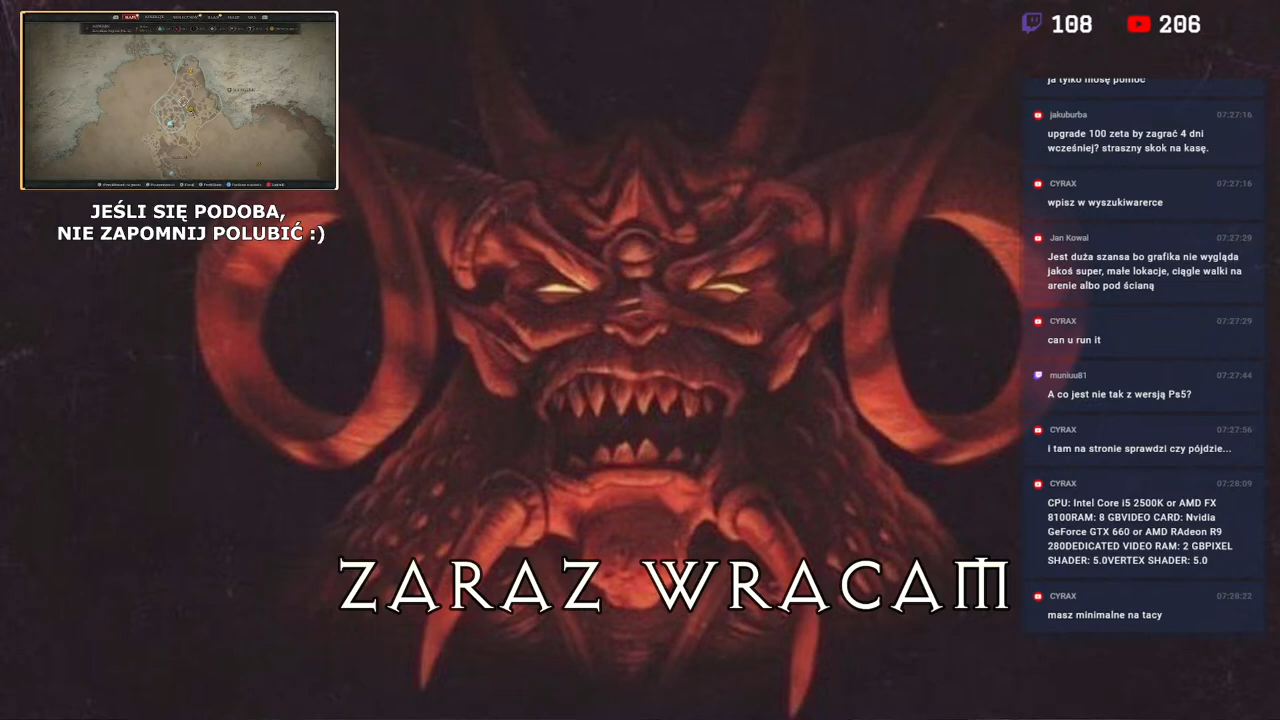 JEŚLI SIĘ PODOBA,
NIE ZAPOMNIJ POLUBIĆ :)
ZARAZ WRACAM
108 206
ja tylko niosę pomoc
jakuburba 07:27:16
upgrade 100 zeta by zagrać 4 dni
wcześniej? straszny skok na kasę.
CYRAX 07:27:16
wpisz w wyszukiwarerce
Jan Kowal 07:27:29
Jest duża szansa bo grafika nie wygląda
jakoś super, małe lokacje, ciągle walki na
arenie albo pod ścianą
CYRAX 07:27:29
can u run it
muniuu81 07:27:44
A co jest nie tak z wersją Ps5?
CYRAX 07:27:56
i tam na stronie sprawdzi czy pójdzie...
CYRAX 07:28:09
CPU: Intel Core i5 2500K or AMD FX
8100RAM: 8 GBVIDEO CARD: Nvidia
GeForce GTX 660 or AMD RAdeon R9
280DEDICATED VIDEO RAM: 2 GBPIXEL
SHADER: 5.0VERTEX SHADER: 5.0
CYRAX 07:28:22
masz minimalne na tacy